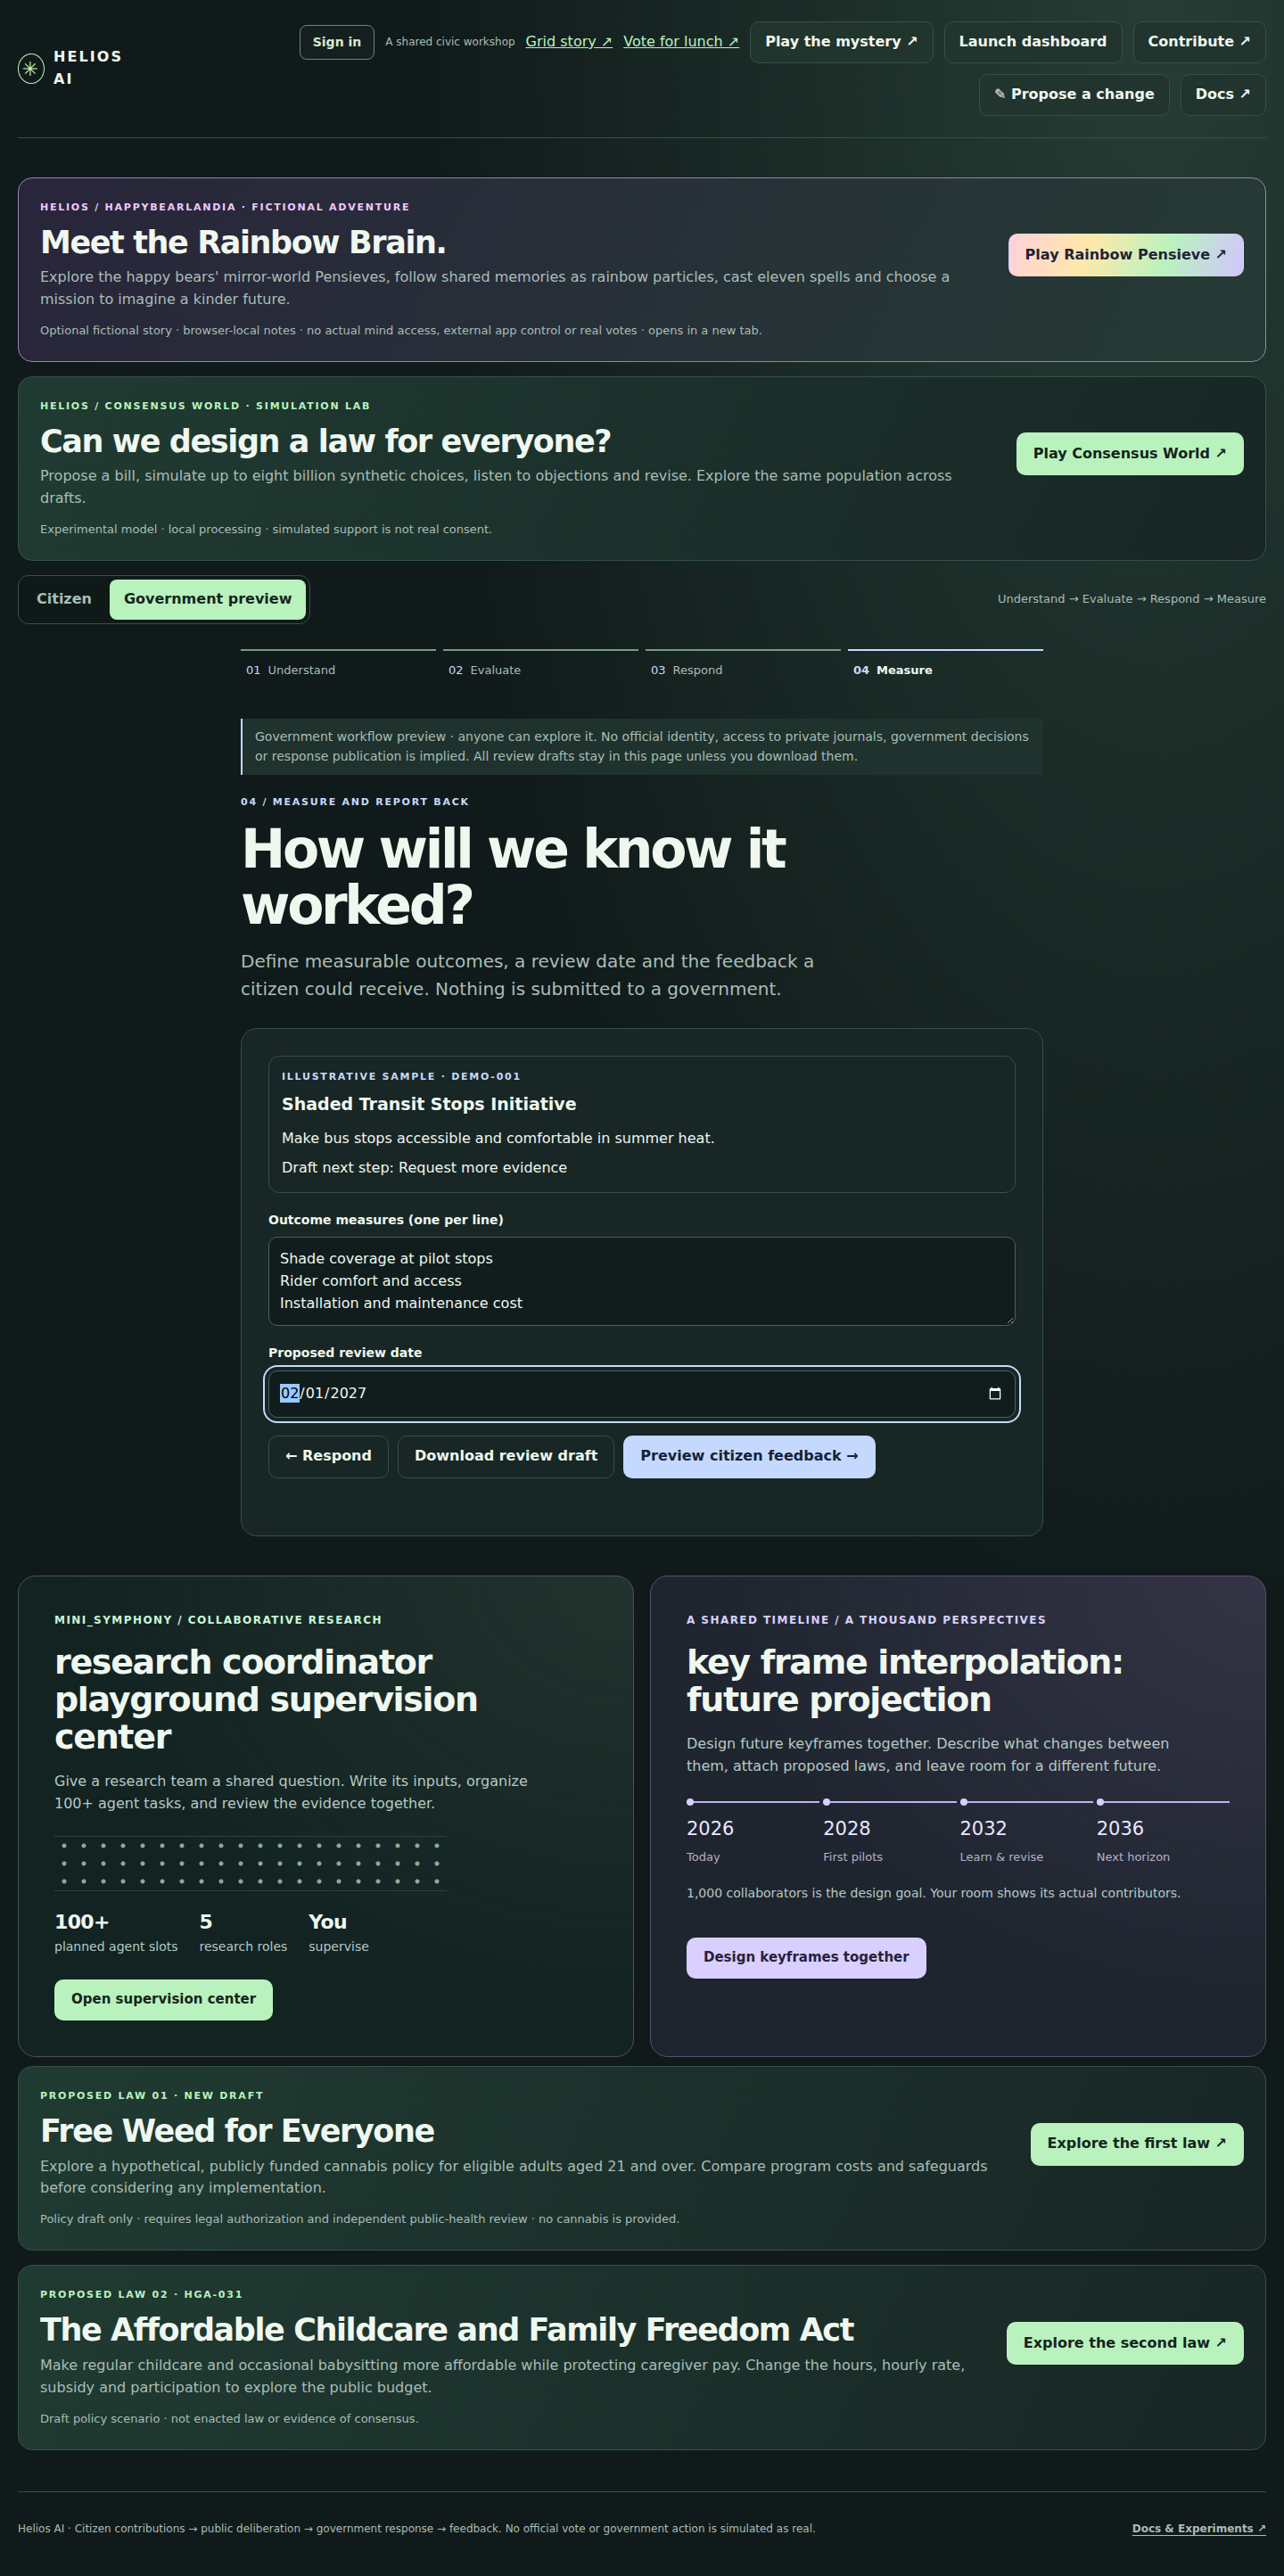 HELIOS
AI
Sign in
A shared civic workshop
Grid story ↗
Vote for lunch ↗
Play the mystery ↗
Launch dashboard
Contribute ↗
✎ Propose a change
Docs ↗
HELIOS / HAPPYBEARLANDIA · FICTIONAL ADVENTURE
Meet the Rainbow Brain.
Explore the happy bears' mirror-world Pensieves, follow shared memories as rainbow particles, cast eleven spells and choose a
mission to imagine a kinder future.
Optional fictional story · browser-local notes · no actual mind access, external app control or real votes · opens in a new tab.
Play Rainbow Pensieve ↗
HELIOS / CONSENSUS WORLD · SIMULATION LAB
Can we design a law for everyone?
Propose a bill, simulate up to eight billion synthetic choices, listen to objections and revise. Explore the same population across
drafts.
Experimental model · local processing · simulated support is not real consent.
Play Consensus World ↗
Citizen
Government preview
Understand → Evaluate → Respond → Measure
01 Understand
02 Evaluate
03 Respond
04 Measure
Government workflow preview · anyone can explore it. No official identity, access to private journals, government decisions
or response publication is implied. All review drafts stay in this page unless you download them.
04 / MEASURE AND REPORT BACK
How will we know it
worked?
Define measurable outcomes, a review date and the feedback a
citizen could receive. Nothing is submitted to a government.
ILLUSTRATIVE SAMPLE · DEMO-001
Shaded Transit Stops Initiative
Make bus stops accessible and comfortable in summer heat.
Draft next step: Request more evidence
Outcome measures (one per line)
Shade coverage at pilot stops
Rider comfort and access
Installation and maintenance cost
Proposed review date
02/01/2027
← Respond
Download review draft
Preview citizen feedback →
MINI_SYMPHONY / COLLABORATIVE RESEARCH
research coordinator
playground supervision
center
Give a research team a shared question. Write its inputs, organize
100+ agent tasks, and review the evidence together.
100+
planned agent slots
5
research roles
You
supervise
Open supervision center
A SHARED TIMELINE / A THOUSAND PERSPECTIVES
key frame interpolation:
future projection
Design future keyframes together. Describe what changes between
them, attach proposed laws, and leave room for a different future.
2026
Today
2028
First pilots
2032
Learn & revise
2036
Next horizon
1,000 collaborators is the design goal. Your room shows its actual contributors.
Design keyframes together
PROPOSED LAW 01 · NEW DRAFT
Free Weed for Everyone
Explore a hypothetical, publicly funded cannabis policy for eligible adults aged 21 and over. Compare program costs and safeguards
before considering any implementation.
Policy draft only · requires legal authorization and independent public-health review · no cannabis is provided.
Explore the first law ↗
PROPOSED LAW 02 · HGA-031
The Affordable Childcare and Family Freedom Act
Make regular childcare and occasional babysitting more affordable while protecting caregiver pay. Change the hours, hourly rate,
subsidy and participation to explore the public budget.
Draft policy scenario · not enacted law or evidence of consensus.
Explore the second law ↗
Helios AI · Citizen contributions → public deliberation → government response → feedback. No official vote or government action is simulated as real.
Docs & Experiments ↗